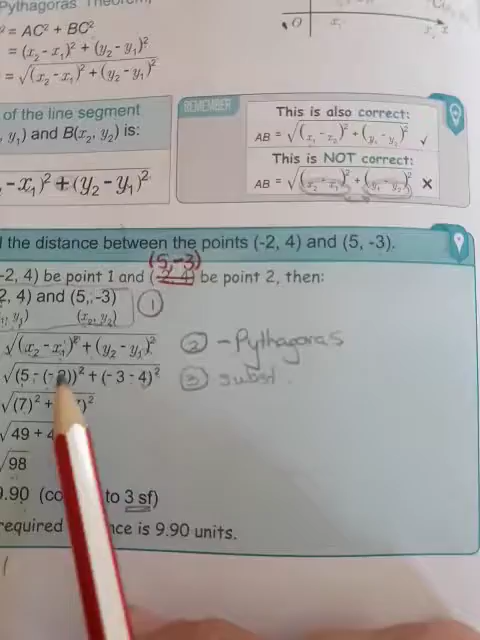 Pythagoras Theorem,
² = AC² + BC²
= (x₂ – x₁)² + (y₂ – y₁)²
= √(x₂ – x₁)² + (y₂ – y₁)²
O x₁ x₂ x
of the line segment
, y₁) and B(x₂, y₂) is:
– x₁)² + (y₂ – y₁)²
REMEMBER
This is also correct:
AB = √(x₁ – x₂)² + (y₁ – y₂)² ✓
This is NOT correct:
AB = ✗
the distance between the points (-2, 4) and (5, -3).
(5, -3)
-2, 4) be point 1 and be point 2, then:
2, 4) and (5, -3) ①
, y₁) (x₂, y₂)
√(x₂ – x₁)² + (y₂ – y₁)² ② - Pythagoras
√(5 – (-2))² + (-3 – 4)² ③ subst.
√(7)² + )²
√49 + 4
√98
9.90 (co to 3 sf)
required nce is 9.90 units.